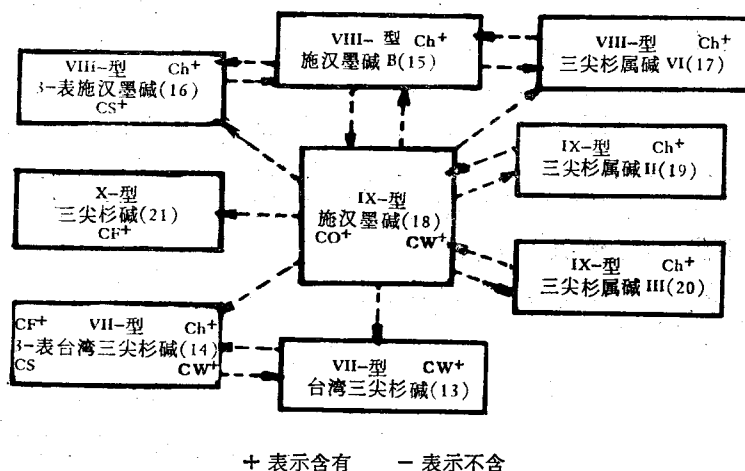 VIII-型 Ch+
3-表施汉墨碱(16)
CS+
VIII-型 Ch+
施汉墨碱 B(15)
VIII-型 Ch+
三尖杉属碱 VI(17)
X-型
三尖杉碱(21)
CF+
IX-型
施汉墨碱(18)
CO+ CW+
IX-型 Ch+
三尖杉属碱 II(19)
IX-型 Ch+
三尖杉属碱 III(20)
CF+ VII-型 Ch+
3-表台湾三尖杉碱(14)
CS CW+
VII-型 CW+
台湾三尖杉碱(13)
+ 表示含有 - 表示不含